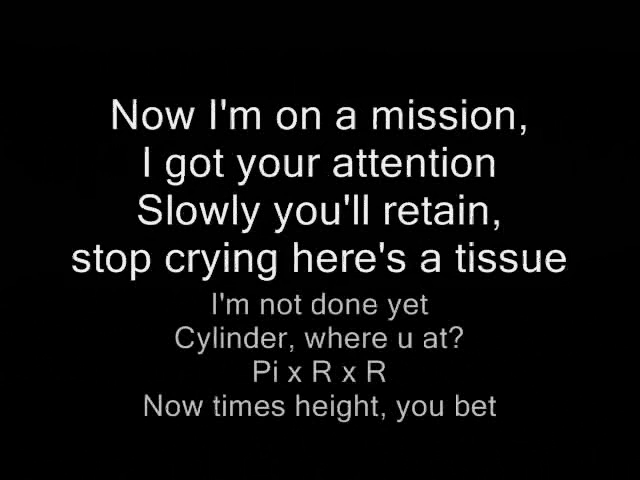 Now I'm on a mission,
I got your attention
Slowly you'll retain,
stop crying here's a tissue
I'm not done yet
Cylinder, where u at?
Pi x R x R
Now times height, you bet